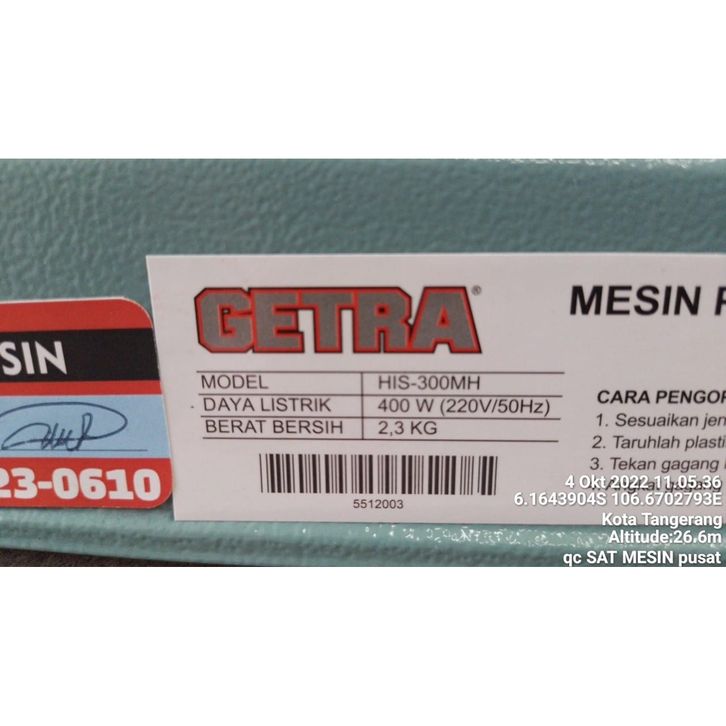 GETRA®
MESIN
MODEL HIS-300MH
DAYA LISTRIK 400 W (220V/50Hz)
BERAT BERSIH 2,3 KG
5512003
CARA PENGOR
1. Sesuaikan jen
2. Taruhlah plasti
3. Tekan gagang
SIN
23-0610
4 Okt 2022 11.05.36
6.1643904S 106.6702793E
Kota Tangerang
Altitude:26.6m
qc SAT MESIN pusat